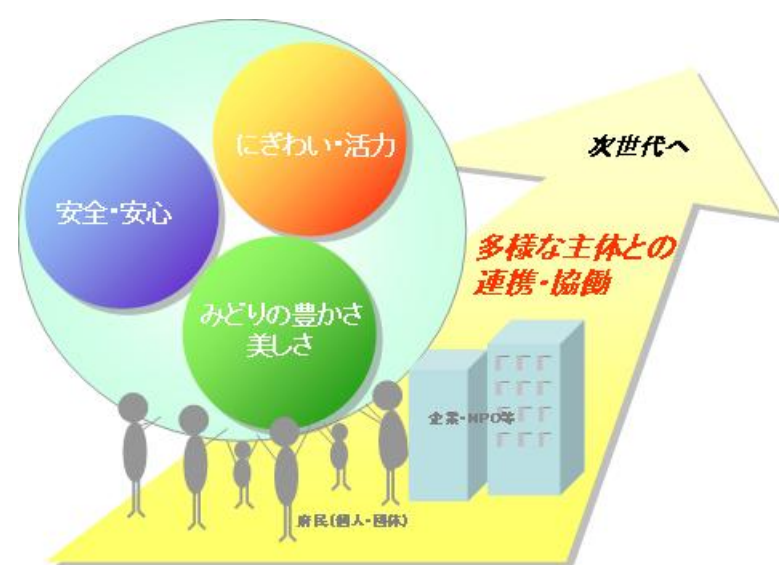 にぎわい・活力
次世代へ
安全・安心
多様な主体との
連携・協働
みどりの豊かさ
美しさ
企業・NPO等
府民(個人・団体)